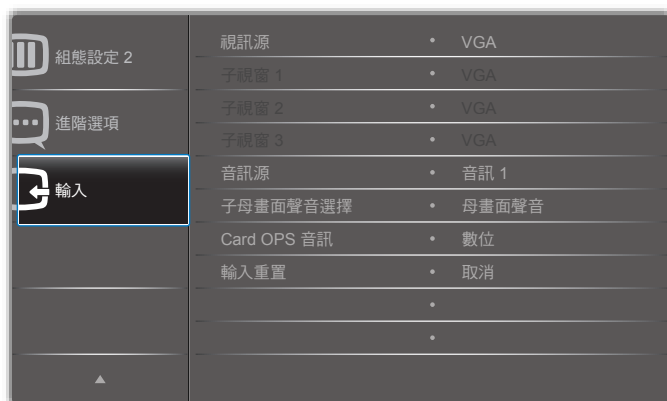 組態設定 2
進階選項
輸入
視訊源 • VGA
子視窗 1 • VGA
子視窗 2 • VGA
子視窗 3 • VGA
音訊源 • 音訊 1
子母畫面聲音選擇 • 母畫面聲音
Card OPS 音訊 • 數位
輸入重置 • 取消